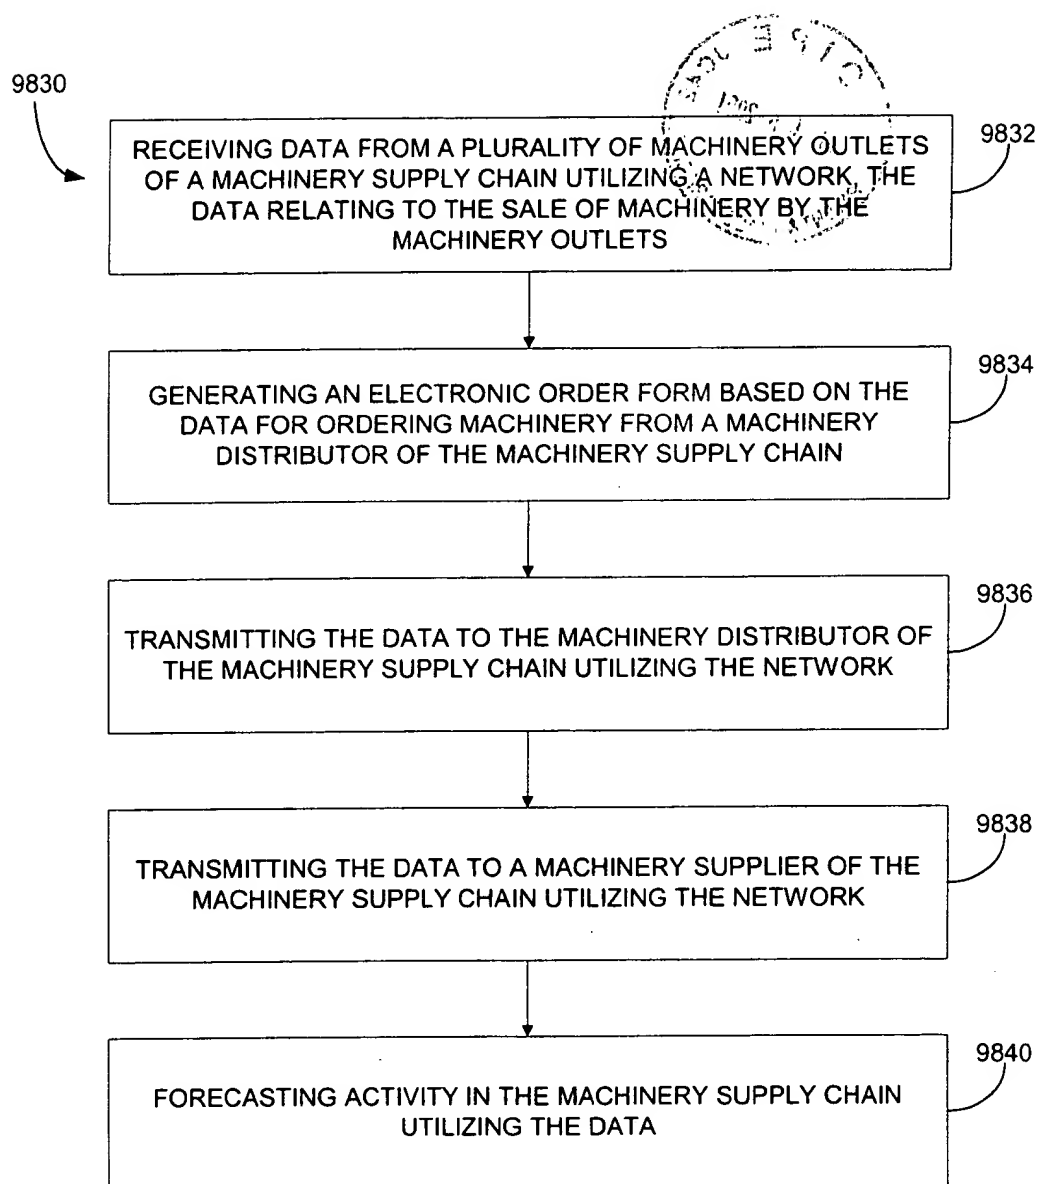 9830
9832
RECEIVING DATA FROM A PLURALITY OF MACHINERY OUTLETS
OF A MACHINERY SUPPLY CHAIN UTILIZING A NETWORK, THE
DATA RELATING TO THE SALE OF MACHINERY BY THE
MACHINERY OUTLETS
9834
GENERATING AN ELECTRONIC ORDER FORM BASED ON THE
DATA FOR ORDERING MACHINERY FROM A MACHINERY
DISTRIBUTOR OF THE MACHINERY SUPPLY CHAIN
9836
TRANSMITTING THE DATA TO THE MACHINERY DISTRIBUTOR OF
THE MACHINERY SUPPLY CHAIN UTILIZING THE NETWORK
9838
TRANSMITTING THE DATA TO A MACHINERY SUPPLIER OF THE
MACHINERY SUPPLY CHAIN UTILIZING THE NETWORK
9840
FORECASTING ACTIVITY IN THE MACHINERY SUPPLY CHAIN
UTILIZING THE DATA